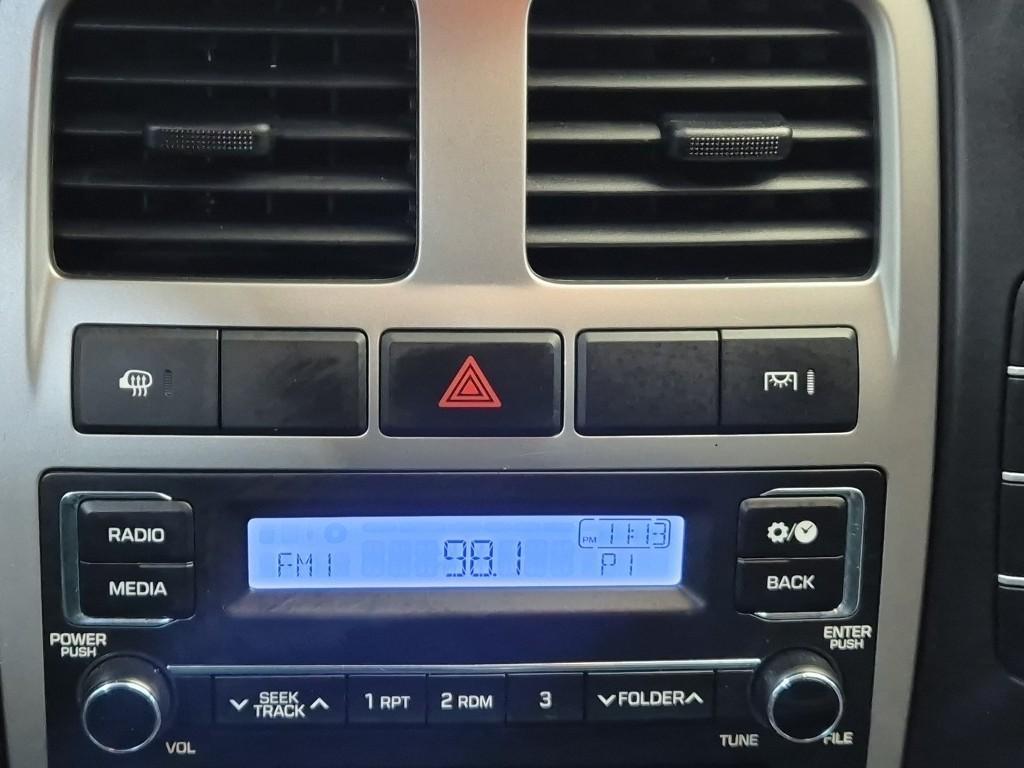 RADIO
MEDIA
PM 11:13
FM1 98.1 P1
BACK
POWER
PUSH
ENTER
PUSH
SEEK
TRACK
1 RPT
2 RDM
3
FOLDER
VOL
TUNE
FILE